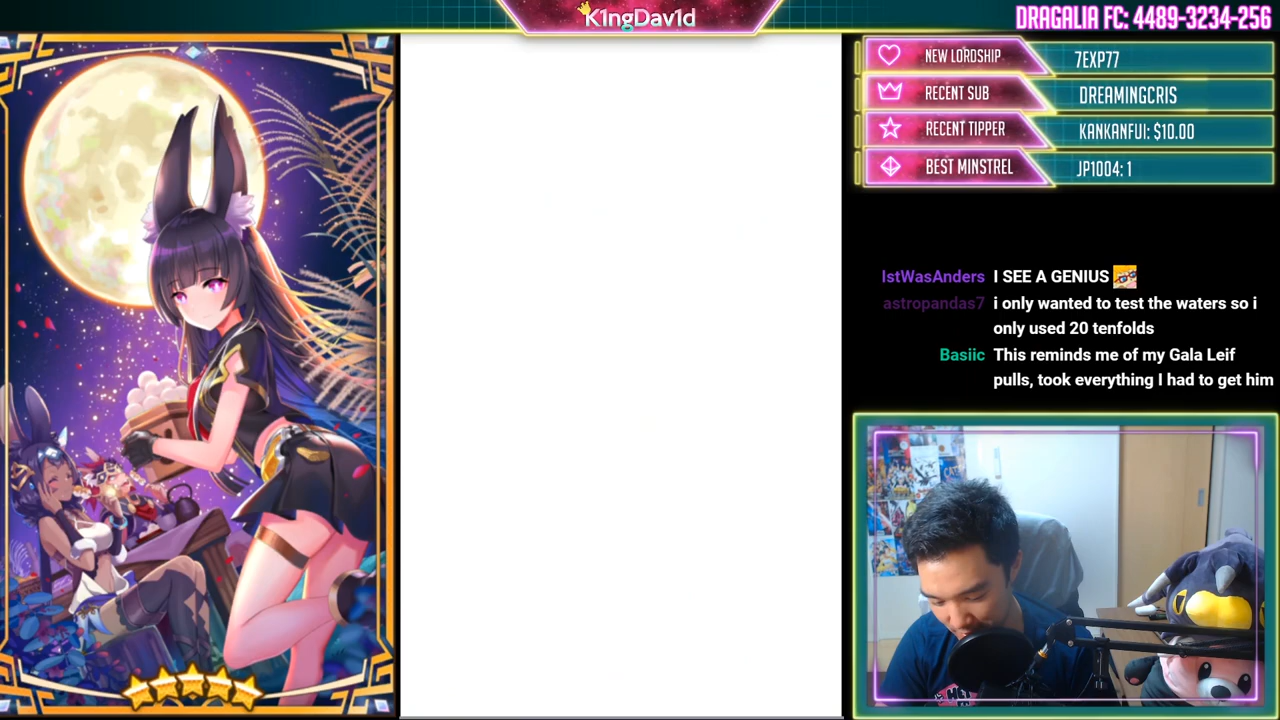 K1ngDav1d
DRAGALIA FC: 4489-3234-256
NEW LORDSHIP 7EXP77
RECENT SUB DREAMINGCRIS
RECENT TIPPER KANKANFUI: $10.00
BEST MINSTREL JP1004: 1
IstWasAnders I SEE A GENIUS
astropandas7 i only wanted to test the waters so i
only used 20 tenfolds
Basiic This reminds me of my Gala Leif
pulls, took everything I had to get him